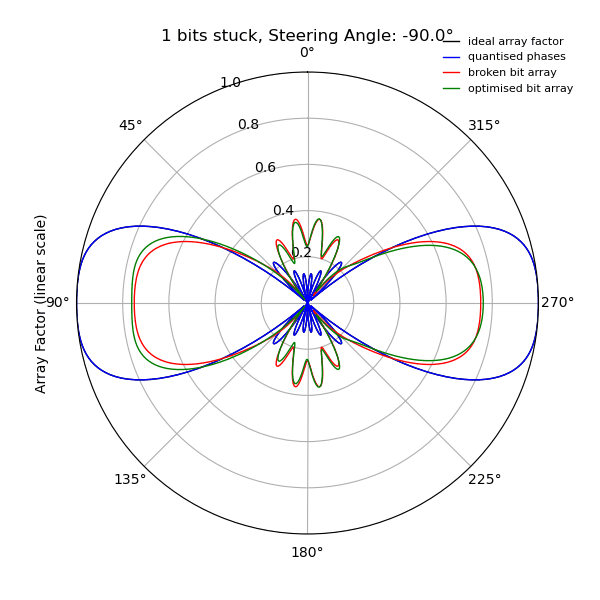 1 bits stuck, Steering Angle: -90.0°
0°
ideal array factor
quantised phases
broken bit array
optimised bit array
1.0
0.8
0.6
0.4
0.2
45°
315°
90°
270°
135°
225°
180°
Array Factor (linear scale)